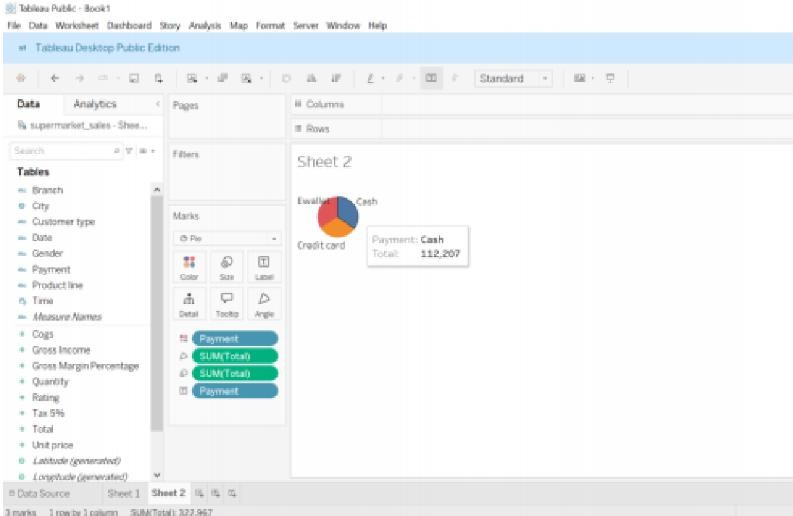 Tableau Public - Book1
File Data Worksheet Dashboard Story Analysis Map Format Server Window Help
Tableau Desktop Public Edition
Standard
Data Analytics
supermarket_sales - Shee...
Search
Tables
Branch
City
Customer type
Date
Gender
Payment
Product line
Time
Measure Names
Cogs
Gross Income
Gross Margin Percentage
Quantity
Rating
Tax 5%
Total
Unit price
Latitude (generated)
Longitude (generated)
Pages
Filters
Marks
Pie
Color Size Label
Detail Tooltip Angle
Payment
SUM(Total)
SUM(Total)
Payment
Columns
Rows
Sheet 2
Ewallet Cash
Credit card
Payment: Cash
Total: 112,207
Data Source Sheet 1 Sheet 2
3 marks 1 row by 1 column SUM(Total): 322,967